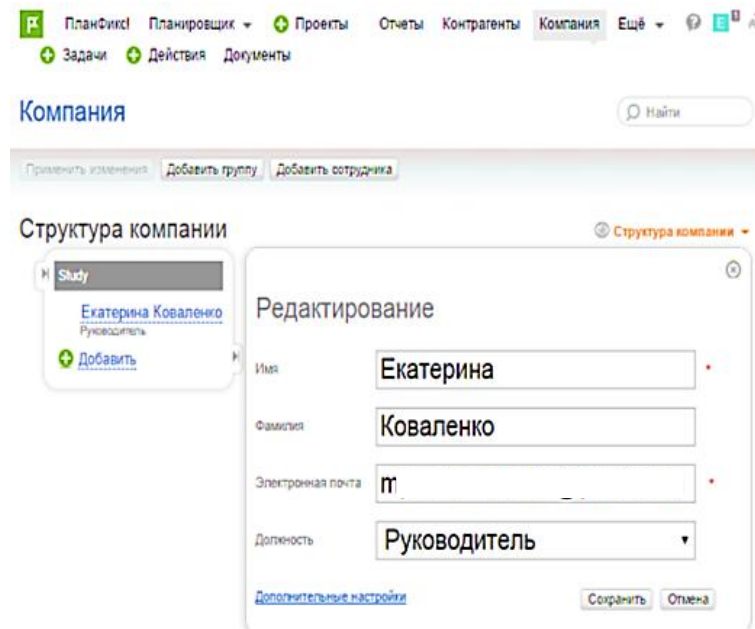 ПланФикс! Планировщик Проекты Отчеты Контрагенты Компания Ещё
Задачи Действия Документы
Компания
Найти
Применить изменения Добавить группу Добавить сотрудника
Структура компании
Структура компании
Study
Екатерина Коваленко
Руководитель
Добавить
Редактирование
Имя Екатерина *
Фамилия Коваленко
Электронная почта m *
Должность Руководитель
Дополнительные настройки Сохранить Отмена